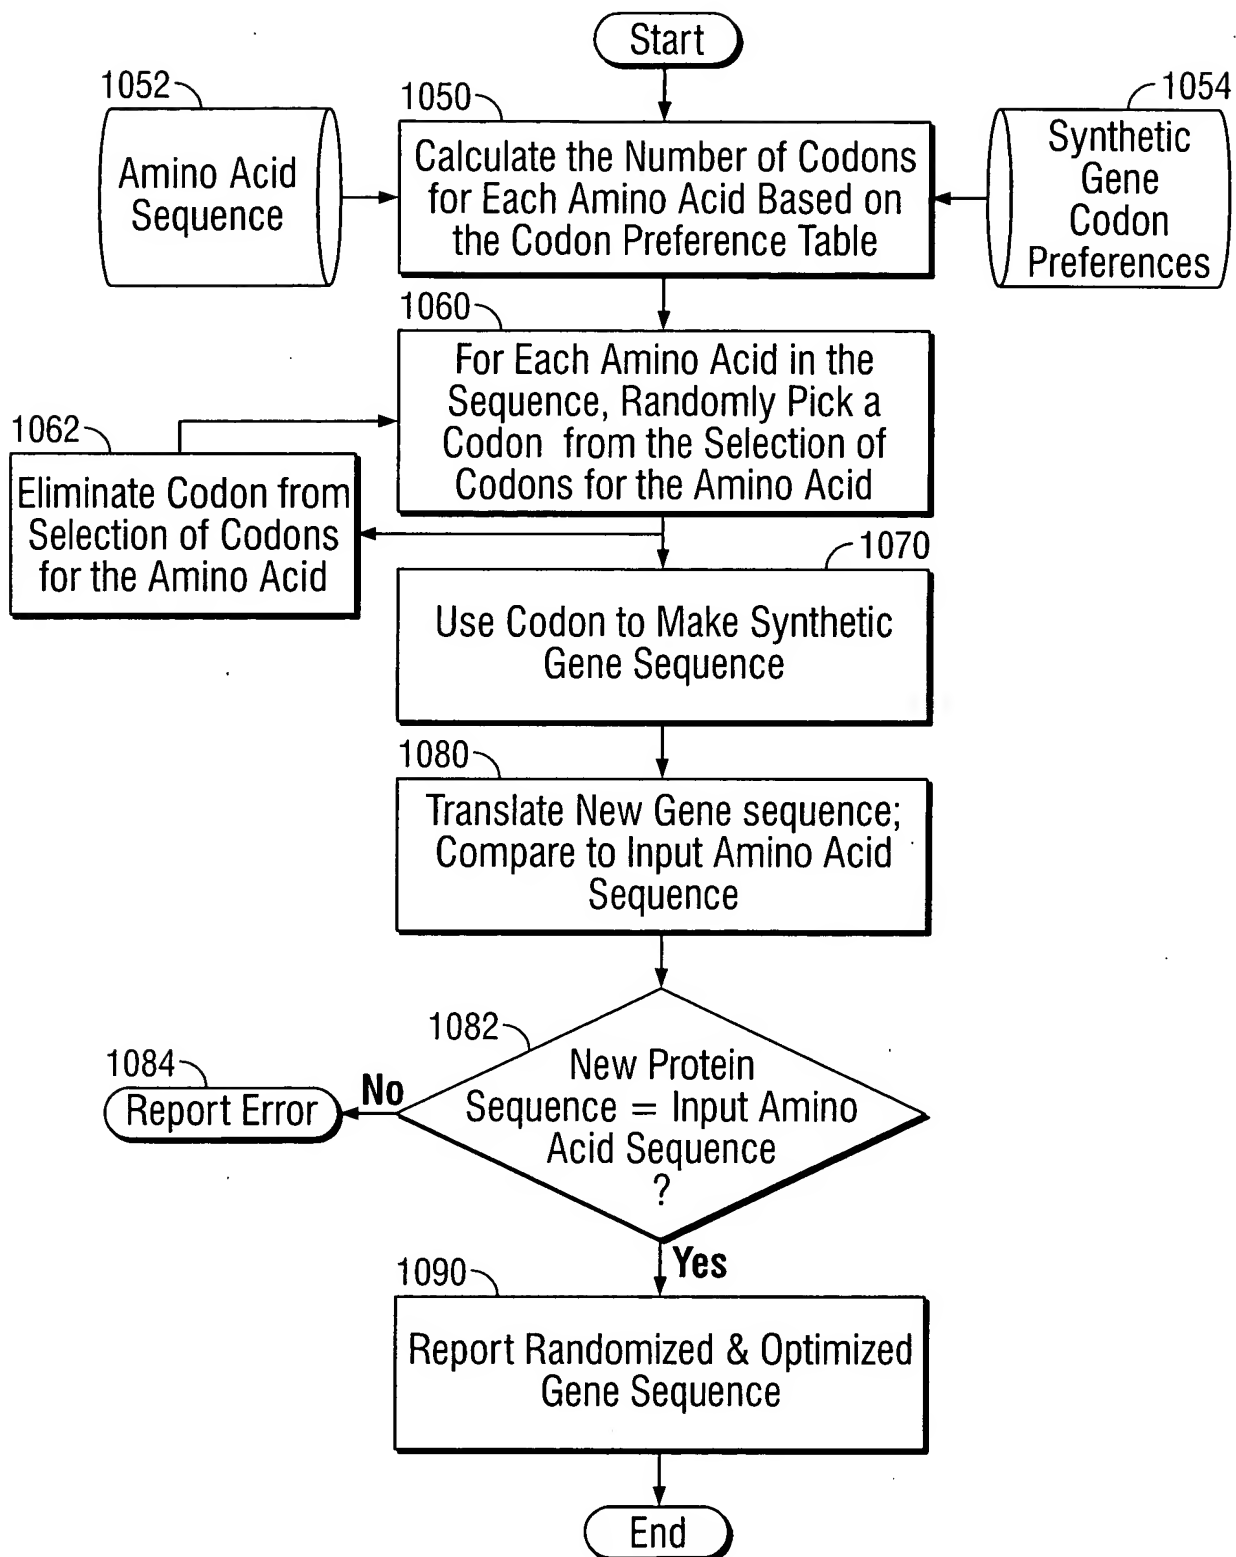 Start
1052
Amino Acid
Sequence
1050
Calculate the Number of Codons
for Each Amino Acid Based on
the Codon Preference Table
1054
Synthetic
Gene
Codon
Preferences
1060
For Each Amino Acid in the
Sequence, Randomly Pick a
Codon from the Selection of
Codons for the Amino Acid
1062
Eliminate Codon from
Selection of Codons
for the Amino Acid
1070
Use Codon to Make Synthetic
Gene Sequence
1080
Translate New Gene sequence;
Compare to Input Amino Acid
Sequence
1082
New Protein
Sequence = Input Amino
Acid Sequence
?
1084
Report Error
No
Yes
1090
Report Randomized & Optimized
Gene Sequence
End